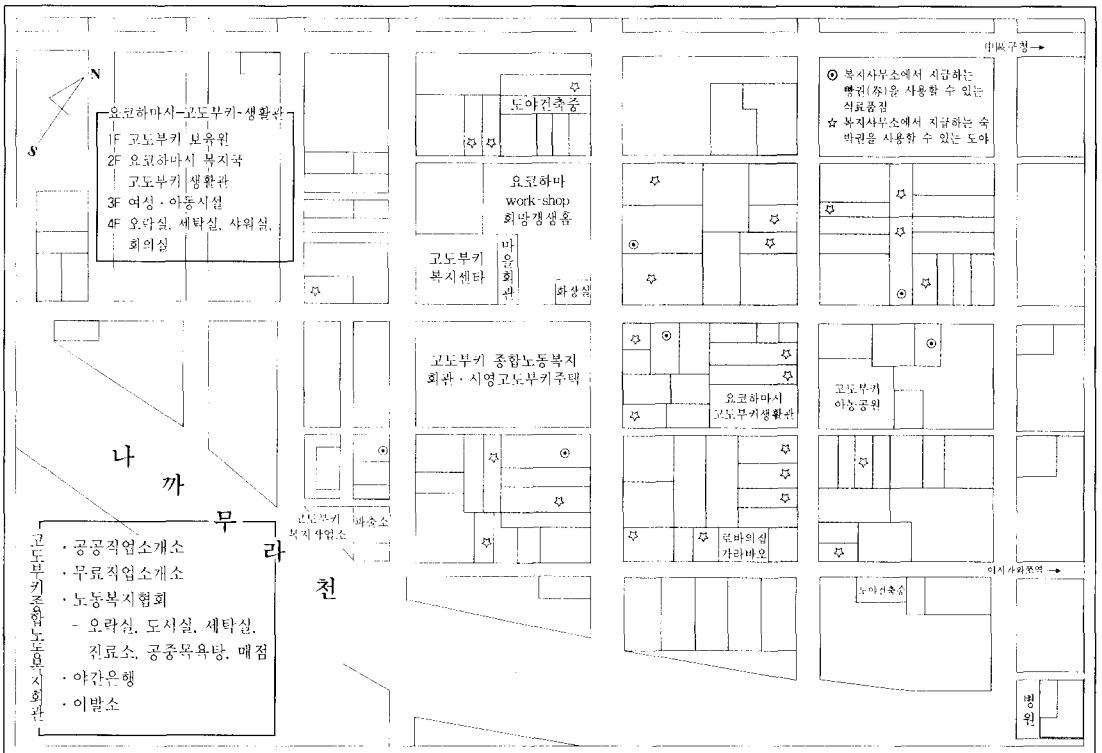 中區구청 →
N
S
요코하마시 고도부키 생활관
1F 고도부키 보육원
2F 요코하마시 복지국
고도부키 생활관
3F 여성 · 아동시설
4F 오락실, 세탁실, 샤워실,
회의실
◉ 복지사무소에서 지급하는
빵권(券)을 사용할 수 있는
식료품점
☆ 복지사무소에서 지급하는 숙
박권을 사용할 수 있는 도야
도야건축중
요코하마
work-shop
희망갱생홈
고도부키
복지센타
마을회관
화상실
고도부키 종합노동복지
회관 · 시영고도부키주택
요코하마시
고도부키생활관
고도부키
아동공원
나까무라천
고도부키
복지사업소
파출소
로바의집
가라바오
이시가와쪼역 →
도야건축중
병원
고도부키종합노동복지회관
· 공공직업소개소
· 무료직업소개소
· 노동복지협회
- 오락실, 도서실, 세탁실,
진료소, 공중목욕탕, 매점
· 야간은행
· 이발소